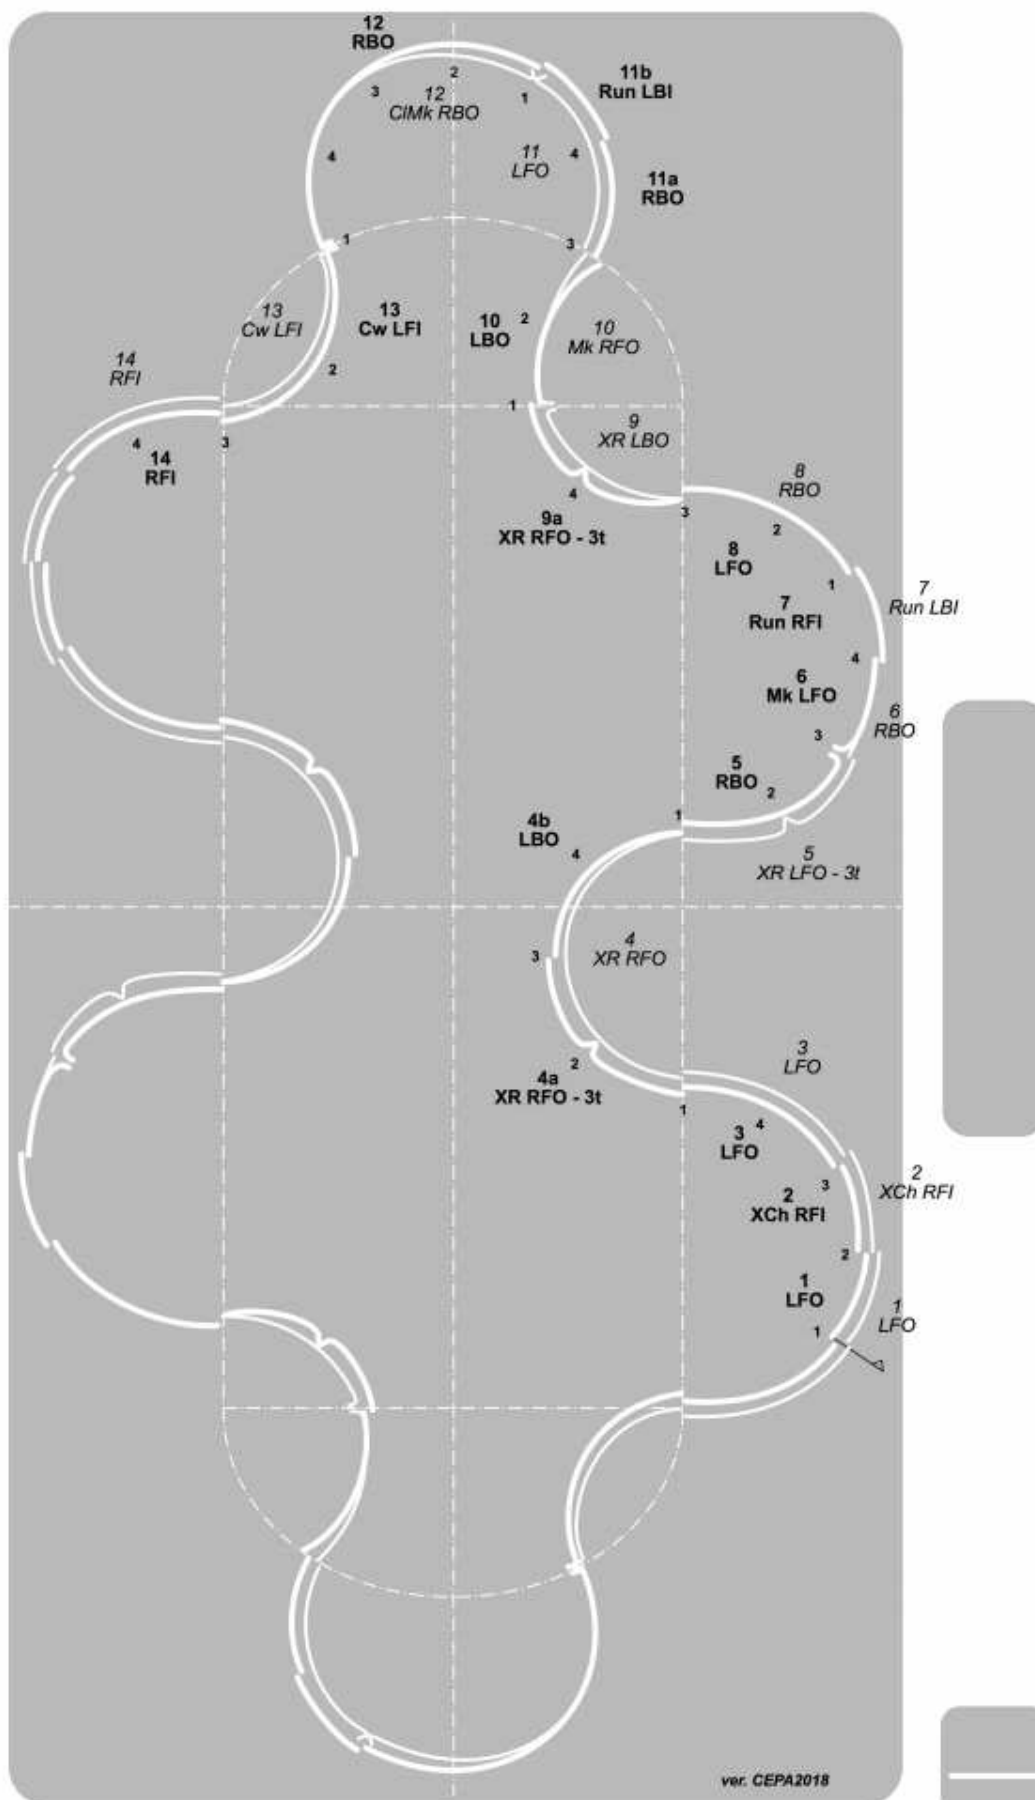 12
RBO
2
11b
Run LBI
3
12
ClMk RBO
1
4
11
LFO
4
11a
RBO
1
3
13
Cw LFI
13
Cw LFI
10
LBO
2
10
Mk RFO
14
RFI
2
1
9
XR LBO
4
14
RFI
3
8
RBO
4
3
2
9a
XR RFO - 3t
8
LFO
1
7
Run RFI
7
Run LBI
4
6
Mk LFO
6
RBO
3
5
RBO
2
4b
LBO
1
4
5
XR LFO - 3t
3
4
XR RFO
3
LFO
2
4a
XR RFO - 3t
1
4
3
LFO
2
XCh RFI
3
2
XCh RFI
2
1
LFO
1
LFO
1
ver. CEPA2018